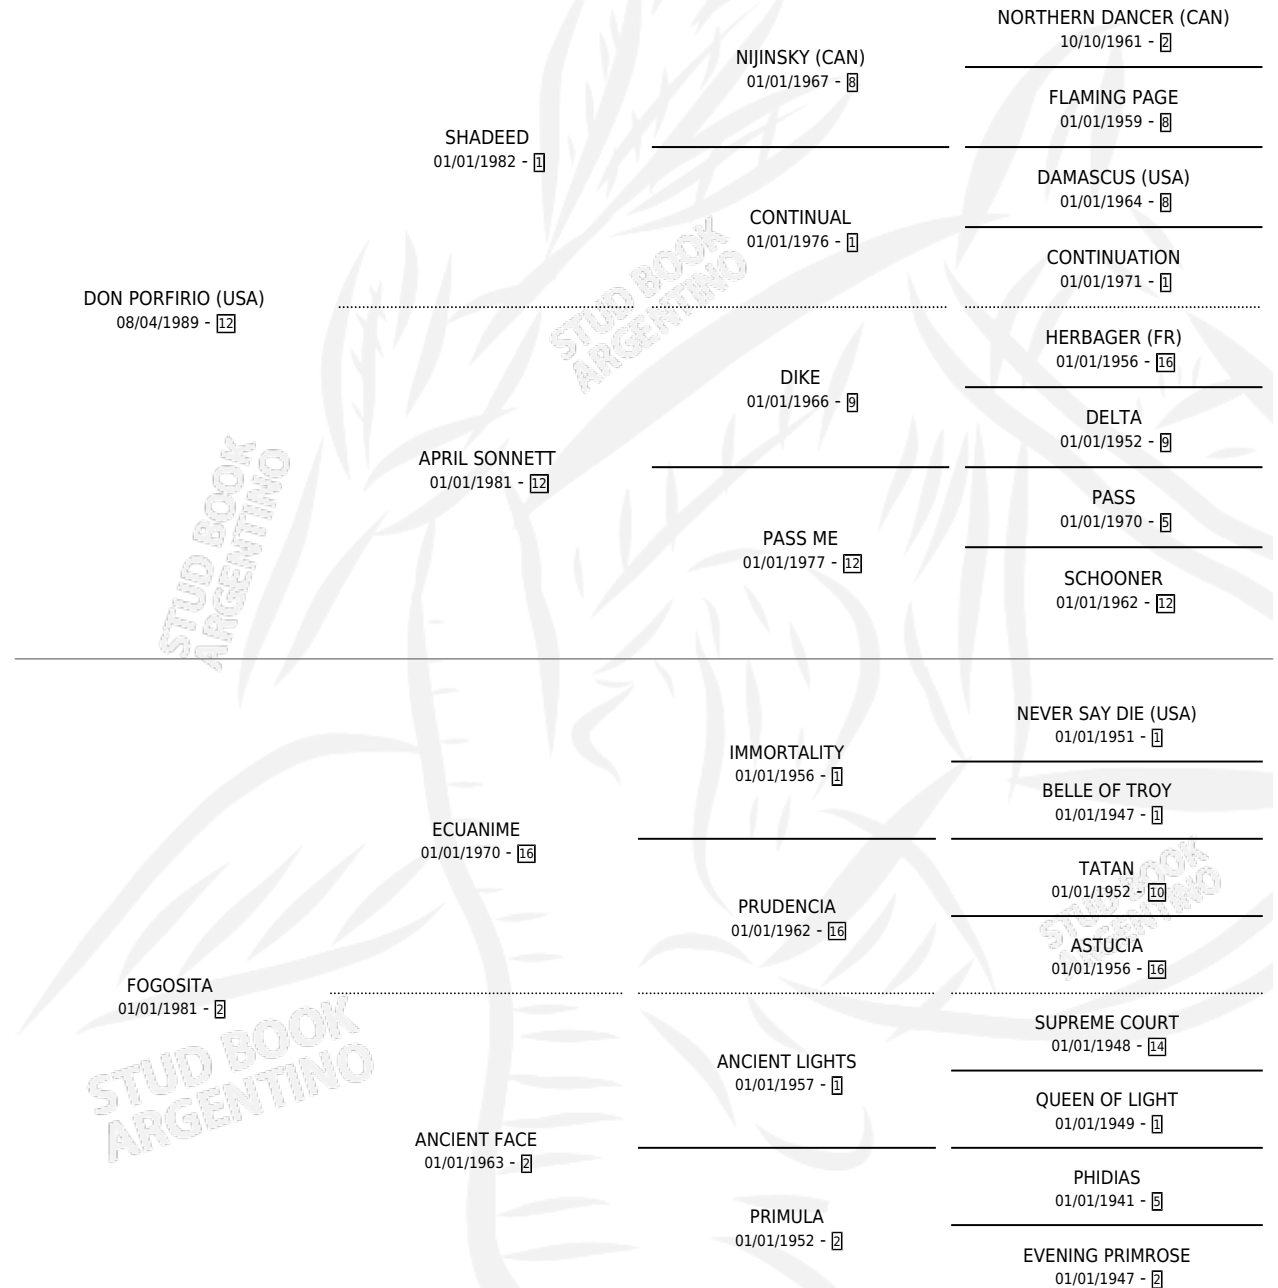 NORTHERN DANCER (CAN)
10/10/1961 - 2
NIJINSKY (CAN)
01/01/1967 - 8
FLAMING PAGE
01/01/1959 - 8
SHADEED
01/01/1982 - 1
DAMASCUS (USA)
01/01/1964 - 8
CONTINUAL
01/01/1976 - 1
CONTINUATION
01/01/1971 - 1
DON PORFIRIO (USA)
08/04/1989 - 12
HERBAGER (FR)
01/01/1956 - 16
DIKE
01/01/1966 - 9
DELTA
01/01/1952 - 9
APRIL SONNETT
01/01/1981 - 12
PASS
01/01/1970 - 5
PASS ME
01/01/1977 - 12
SCHOONER
01/01/1962 - 12
STUD BOOK
ARGENTINO
STUD BOOK
ARGENTINO
NEVER SAY DIE (USA)
01/01/1951 - 1
IMMORTALITY
01/01/1956 - 1
BELLE OF TROY
01/01/1947 - 1
ECUANIME
01/01/1970 - 16
TATAN
01/01/1952 - 10
PRUDENCIA
01/01/1962 - 16
ASTUCIA
01/01/1956 - 16
FOGOSITA
01/01/1981 - 2
SUPREME COURT
01/01/1948 - 14
ANCIENT LIGHTS
01/01/1957 - 1
QUEEN OF LIGHT
01/01/1949 - 1
ANCIENT FACE
01/01/1963 - 2
PHIDIAS
01/01/1941 - 5
PRIMULA
01/01/1952 - 2
EVENING PRIMROSE
01/01/1947 - 2
STUD BOOK
ARGENTINO
STUD BOOK
ARGENTINO